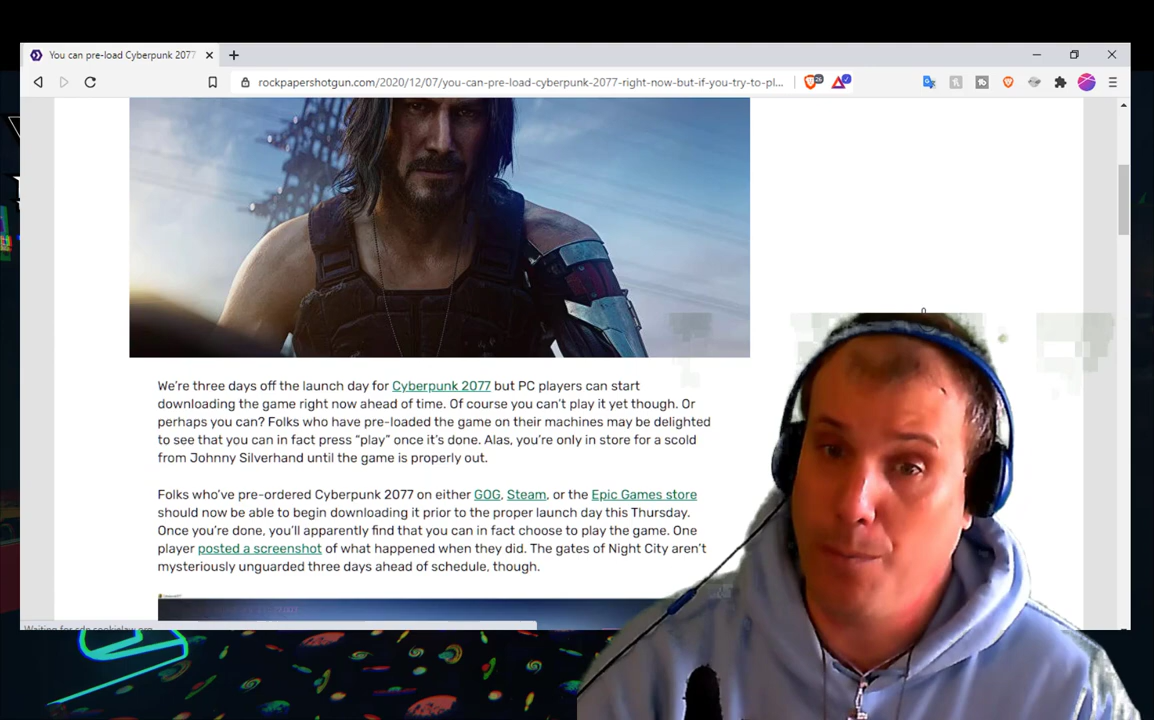 You can pre-load Cyberpunk 2077
rockpapershotgun.com/2020/12/07/you-can-pre-load-cyberpunk-2077-right-now-but-if-you-try-to-pl...
26
We're three days off the launch day for Cyberpunk 2077 but PC players can start
downloading the game right now ahead of time. Of course you can't play it yet though. Or
perhaps you can? Folks who have pre-loaded the game on their machines may be delighted
to see that you can in fact press "play" once it's done. Alas, you're only in store for a scold
from Johnny Silverhand until the game is properly out.
Folks who've pre-ordered Cyberpunk 2077 on either GOG, Steam, or the Epic Games store
should now be able to begin downloading it prior to the proper launch day this Thursday.
Once you're done, you'll apparently find that you can in fact choose to play the game. One
player posted a screenshot of what happened when they did. The gates of Night City aren't
mysteriously unguarded three days ahead of schedule, though.
Waiting for cdn.cookielaw.org